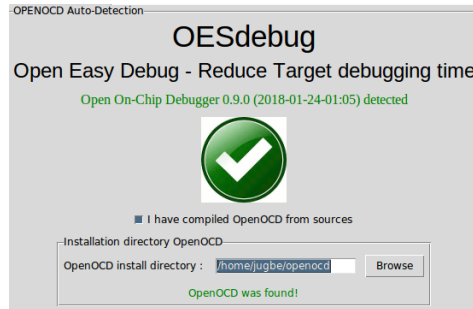 OPENOCD Auto-Detection
OESdebug
Open Easy Debug - Reduce Target debugging time
Open On-Chip Debugger 0.9.0 (2018-01-24-01:05) detected
I have compiled OpenOCD from sources
Installation directory OpenOCD
OpenOCD install directory : /home/jugbe/openocd Browse
OpenOCD was found!